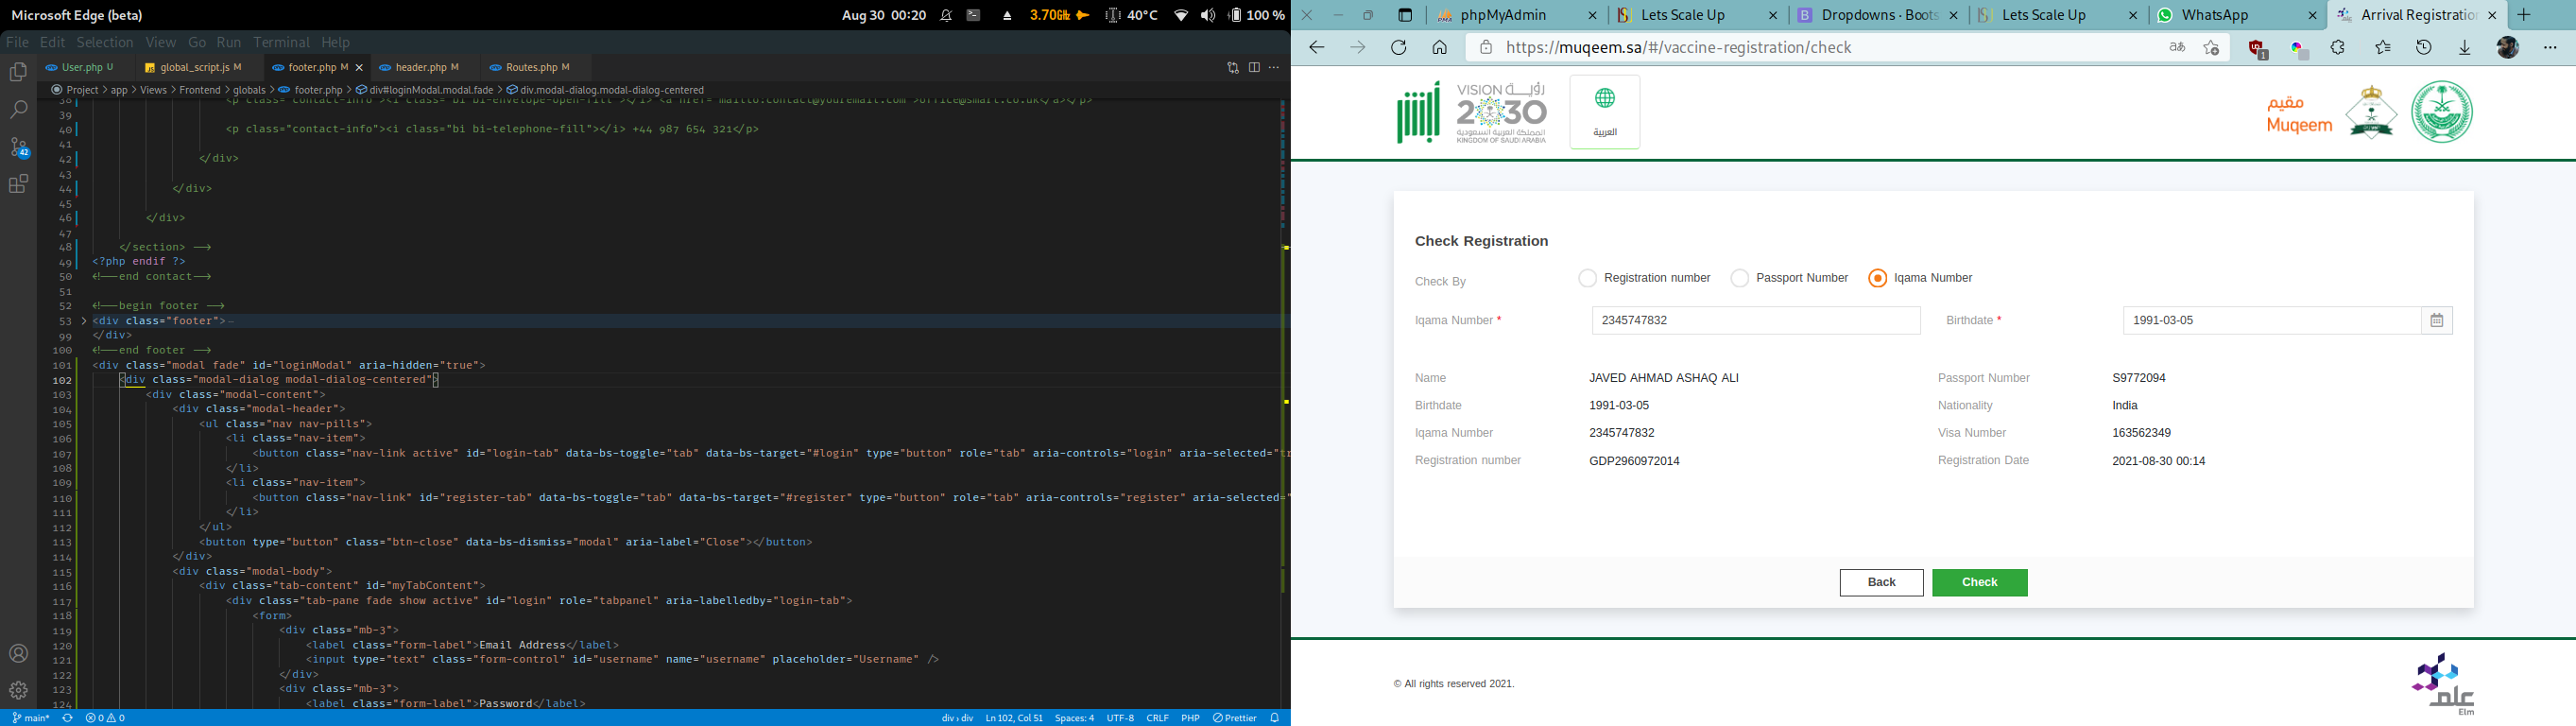 Microsoft Edge (beta)
Aug 30 00:20
3.70GHz
40°C
100 %
File Edit Selection View Go Run Terminal Help
User.php U
global_script.js M
footer.php M
header.php M
Routes.php M
Project > app > Views > Frontend > globals > footer.php > div#loginModal.modal.fade > div.modal-dialog.modal-dialog-centered
38 <p class="contact-info"><i class="bi bi-envelope-open-fill"></i> <a href="mailto:contact@youremail.com">office@smart.co.uk</a></p>
39
40 <p class="contact-info"><i class="bi bi-telephone-fill"></i> +44 987 654 321</p>
41
42 </div>
43
44 </div>
45
46 </div>
47
48 </section> -->
49 <?php endif ?>
50 <!--end contact-->
51
52 <!--begin footer -->
53 <div class="footer">
99 </div>
100 <!--end footer -->
101 <div class="modal fade" id="loginModal" aria-hidden="true">
102 <div class="modal-dialog modal-dialog-centered">
103 <div class="modal-content">
104 <div class="modal-header">
105 <ul class="nav nav-pills">
106 <li class="nav-item">
107 <button class="nav-link active" id="login-tab" data-bs-toggle="tab" data-bs-target="#login" type="button" role="tab" aria-controls="login" aria-selected="tr
108 </li>
109 <li class="nav-item">
110 <button class="nav-link" id="register-tab" data-bs-toggle="tab" data-bs-target="#register" type="button" role="tab" aria-controls="register" aria-selected="
111 </li>
112 </ul>
113 <button type="button" class="btn-close" data-bs-dismiss="modal" aria-label="Close"></button>
114 </div>
115 <div class="modal-body">
116 <div class="tab-content" id="myTabContent">
117 <div class="tab-pane fade show active" id="login" role="tabpanel" aria-labelledby="login-tab">
118 <form>
119 <div class="mb-3">
120 <label class="form-label">Email Address</label>
121 <input type="text" class="form-control" id="username" name="username" placeholder="Username" />
122 </div>
123 <div class="mb-3">
124 <label class="form-label">Password</label>
42
main*
0 0
div > div
Ln 102, Col 51
Spaces: 4
UTF-8
CRLF
PHP
Prettier
phpMyAdmin
Lets Scale Up
Dropdowns · Boots
Lets Scale Up
WhatsApp
Arrival Registration
https://muqeem.sa/#/vaccine-registration/check
أبشر
VISION رؤية
2030
المملكة العربية السعودية
KINGDOM OF SAUDI ARABIA
العربية
مقيم
Muqeem
Check Registration
Check By
Registration number
Passport Number
Iqama Number
Iqama Number *
2345747832
Birthdate *
1991-03-05
Name JAVED AHMAD ASHAQ ALI Passport Number S9772094
Birthdate 1991-03-05 Nationality India
Iqama Number 2345747832 Visa Number 163562349
Registration number GDP2960972014 Registration Date 2021-08-30 00:14
Back
Check
© All rights reserved 2021.
علم
Elm